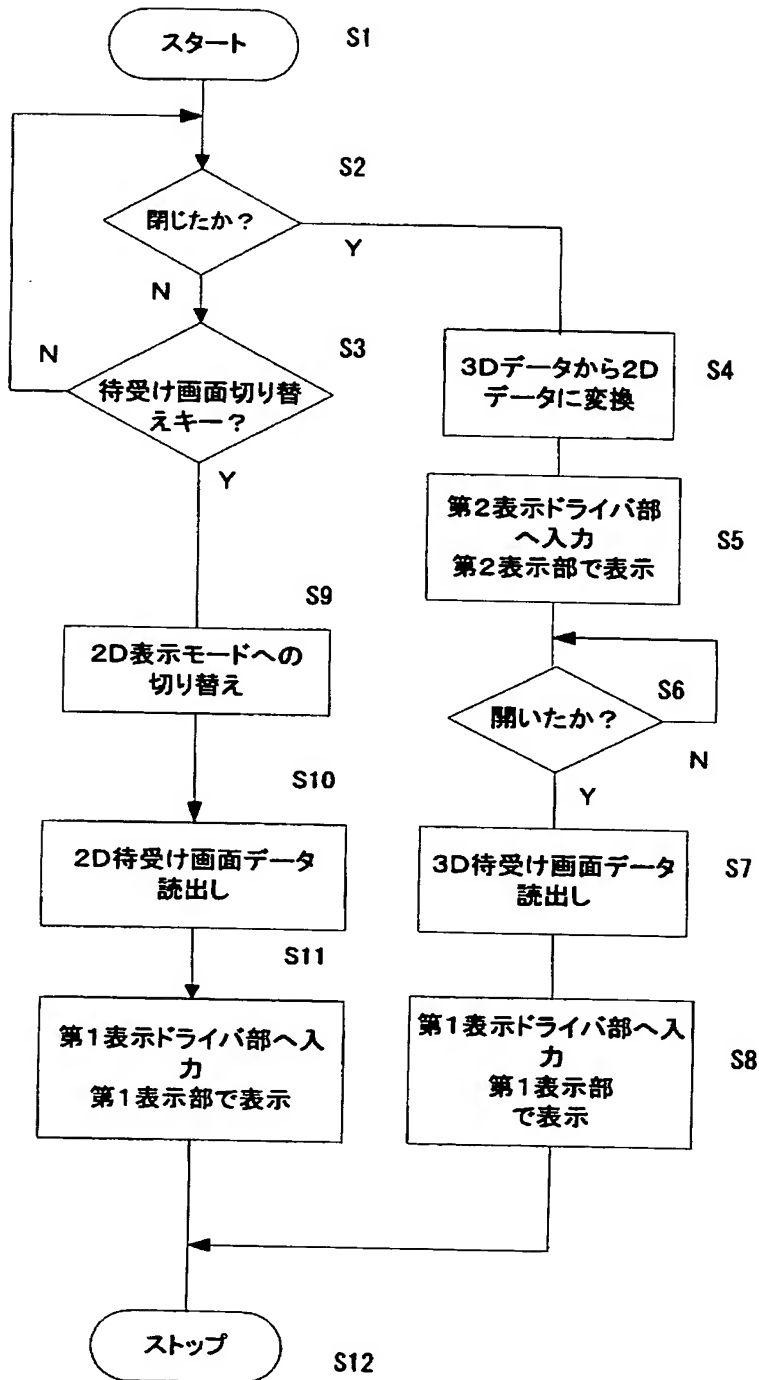 スタート
S1
S2
閉じたか？
Y
N
S3
N
待受け画面切り替
えキー？
Y
3Dデータから2D
データに変換
S4
第2表示ドライバ部
へ入力
第2表示部で表示
S5
S9
2D表示モードへの
切り替え
S6
開いたか？
N
Y
S10
2D待受け画面データ
読出し
3D待受け画面データ
読出し
S7
S11
第1表示ドライバ部へ入
力
第1表示部で表示
第1表示ドライバ部へ入
力
第1表示部
で表示
S8
ストップ
S12